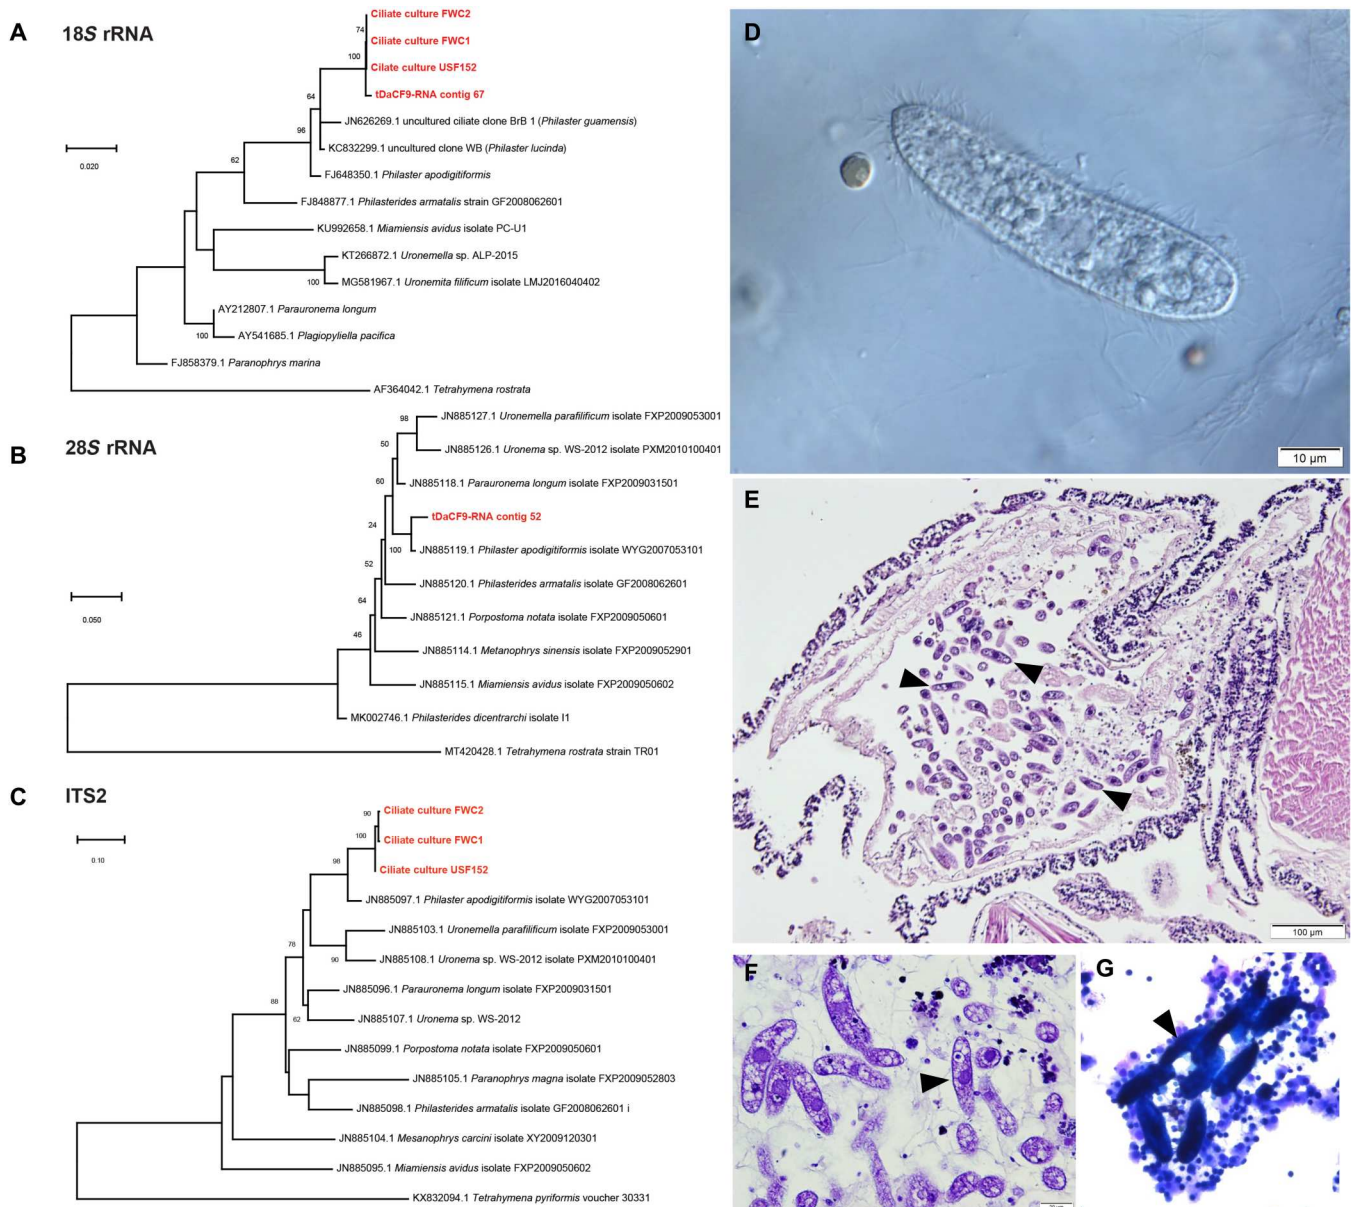 A
18S rRNA
Ciliate culture FWC2
74
Ciliate culture FWC1
100
Cilate culture USF152
tDaCF9-RNA contig 67
64
JN626269.1 uncultured ciliate clone BrB 1 (Philaster guamensis)
96
KC832299.1 uncultured clone WB (Philaster lucinda)
0.020
62
FJ648350.1 Philaster apodigitiformis
FJ848877.1 Philasterides armatalis strain GF2008062601
KU992658.1 Miamiensis avidus isolate PC-U1
KT266872.1 Uronemella sp. ALP-2015
100
MG581967.1 Uronemita filificum isolate LMJ2016040402
AY212807.1 Parauronema longum
100
AY541685.1 Plagiopyliella pacifica
FJ858379.1 Paranophrys marina
AF364042.1 Tetrahymena rostrata
B
28S rRNA
98
JN885127.1 Uronemella parafilificum isolate FXP2009053001
50
JN885126.1 Uronema sp. WS-2012 isolate PXM2010100401
60
JN885118.1 Parauronema longum isolate FXP2009031501
24
tDaCF9-RNA contig 52
100
JN885119.1 Philaster apodigitiformis isolate WYG2007053101
52
JN885120.1 Philasterides armatalis isolate GF2008062601
0.050
64
JN885121.1 Porpostoma notata isolate FXP2009050601
46
JN885114.1 Metanophrys sinensis isolate FXP2009052901
JN885115.1 Miamiensis avidus isolate FXP2009050602
MK002746.1 Philasterides dicentrarchi isolate I1
MT420428.1 Tetrahymena rostrata strain TR01
C
ITS2
90
Ciliate culture FWC2
100
Ciliate culture FWC1
0.10
98
Ciliate culture USF152
JN885097.1 Philaster apodigitiformis isolate WYG2007053101
JN885103.1 Uronemella parafilificum isolate FXP2009053001
78
90
JN885108.1 Uronema sp. WS-2012 isolate PXM2010100401
JN885096.1 Parauronema longum isolate FXP2009031501
88
62
JN885107.1 Uronema sp. WS-2012
JN885099.1 Porpostoma notata isolate FXP2009050601
JN885105.1 Paranophrys magna isolate FXP2009052803
JN885098.1 Philasterides armatalis isolate GF2008062601 i
JN885104.1 Mesanophrys carcini isolate XY2009120301
JN885095.1 Miamiensis avidus isolate FXP2009050602
KX832094.1 Tetrahymena pyriformis voucher 30331
D
10 µm
E
100 µm
F
G